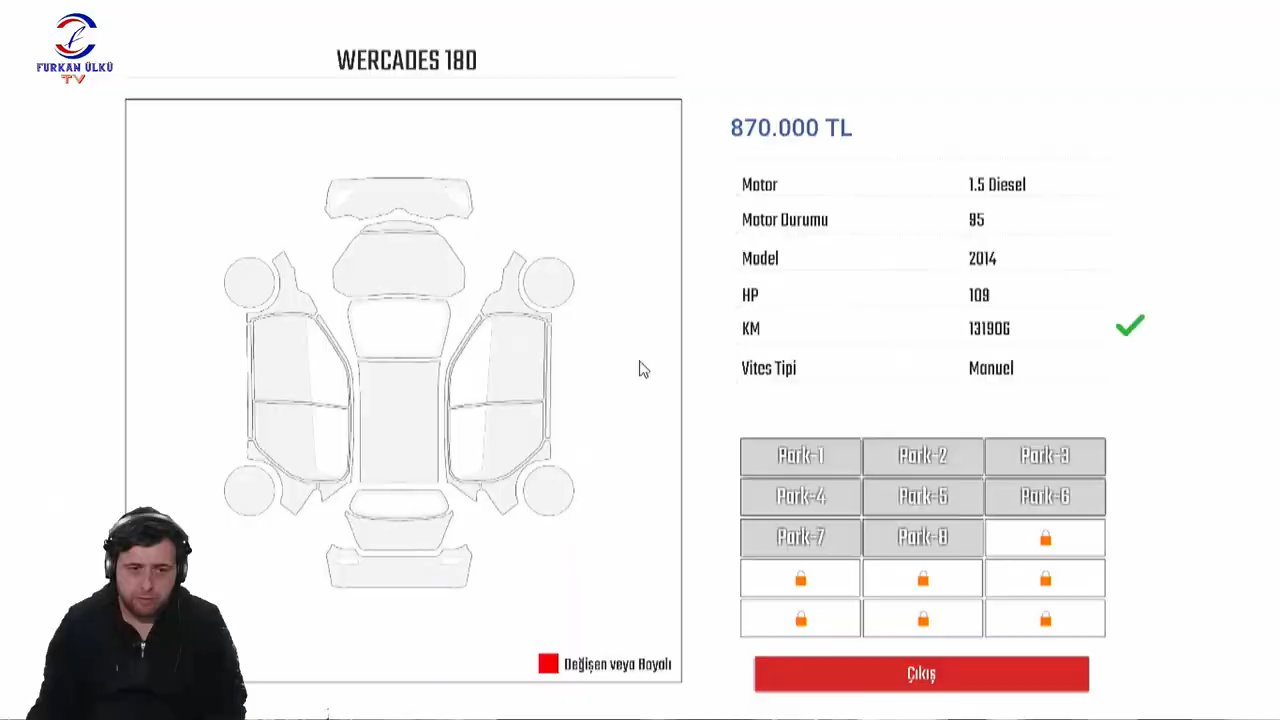 FURKAN ÜLKÜ
TV
WERCADES 180
870.000 TL
Motor 1.5 Diesel
Motor Durumu 95
Model 2014
HP 109
KM 131906
Vites Tipi Manuel
Park-1 Park-2 Park-3
Park-4 Park-5 Park-6
Park-7 Park-8
Değişen veya Boyalı
Çıkış